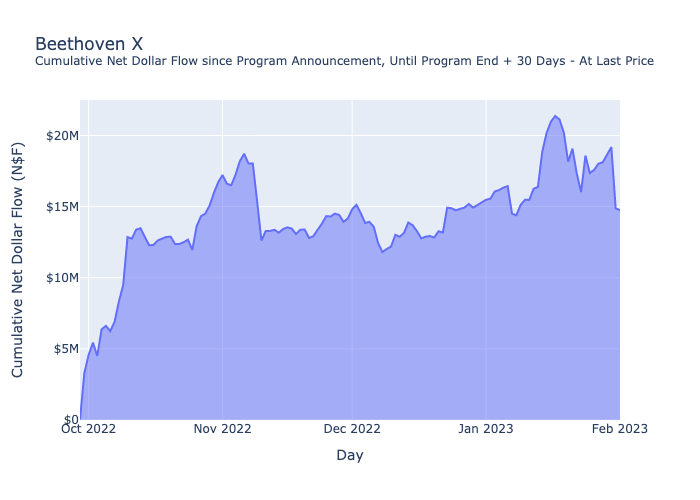 Beethoven X
Cumulative Net Dollar Flow since Program Announcement, Until Program End + 30 Days - At Last Price
Cumulative Net Dollar Flow (N$F)
$20M
$15M
$10M
$5M
$0
Oct 2022 Nov 2022 Dec 2022 Jan 2023 Feb 2023
Day